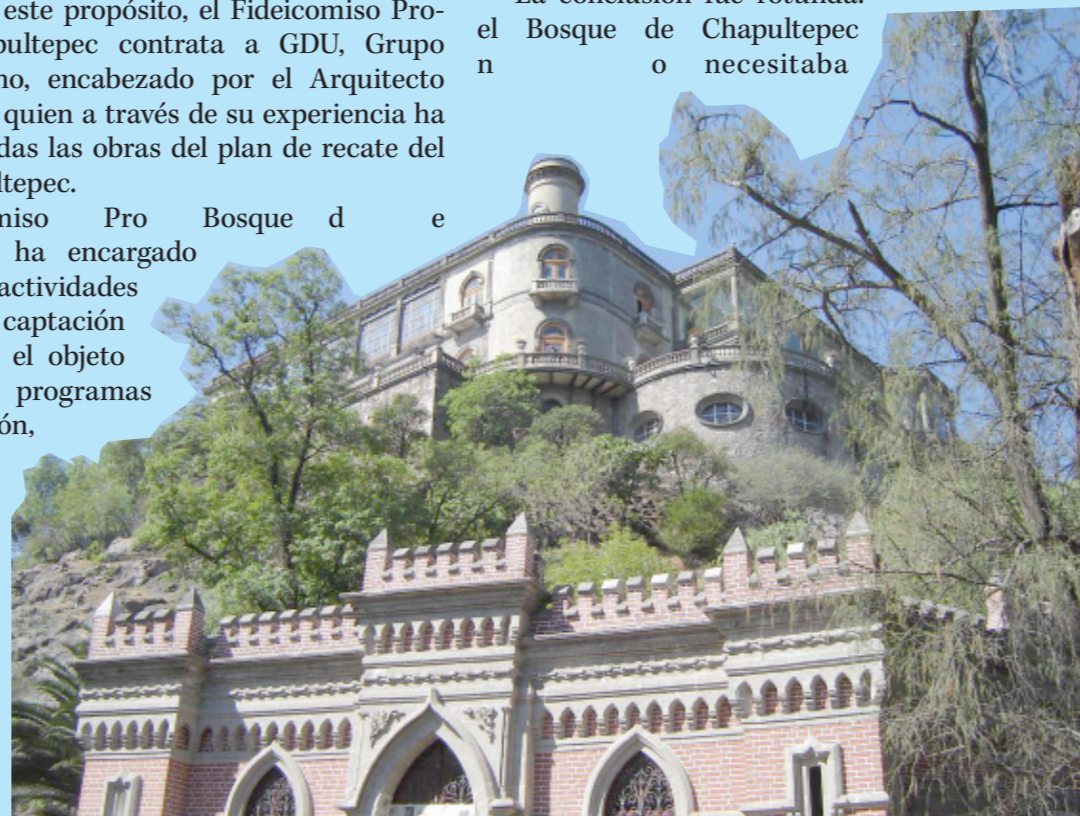 este propósito, el Fideicomiso Pro-
pultepec contrata a GDU, Grupo
no, encabezado por el Arquitecto
quien a través de su experiencia ha
das las obras del plan de recate del
ltepec.
miso Pro Bosque d e
ha encargado
actividades
captación
el objeto
programas
ón,
La conclusión fue rotunda:
el Bosque de Chapultepec
n o necesitaba